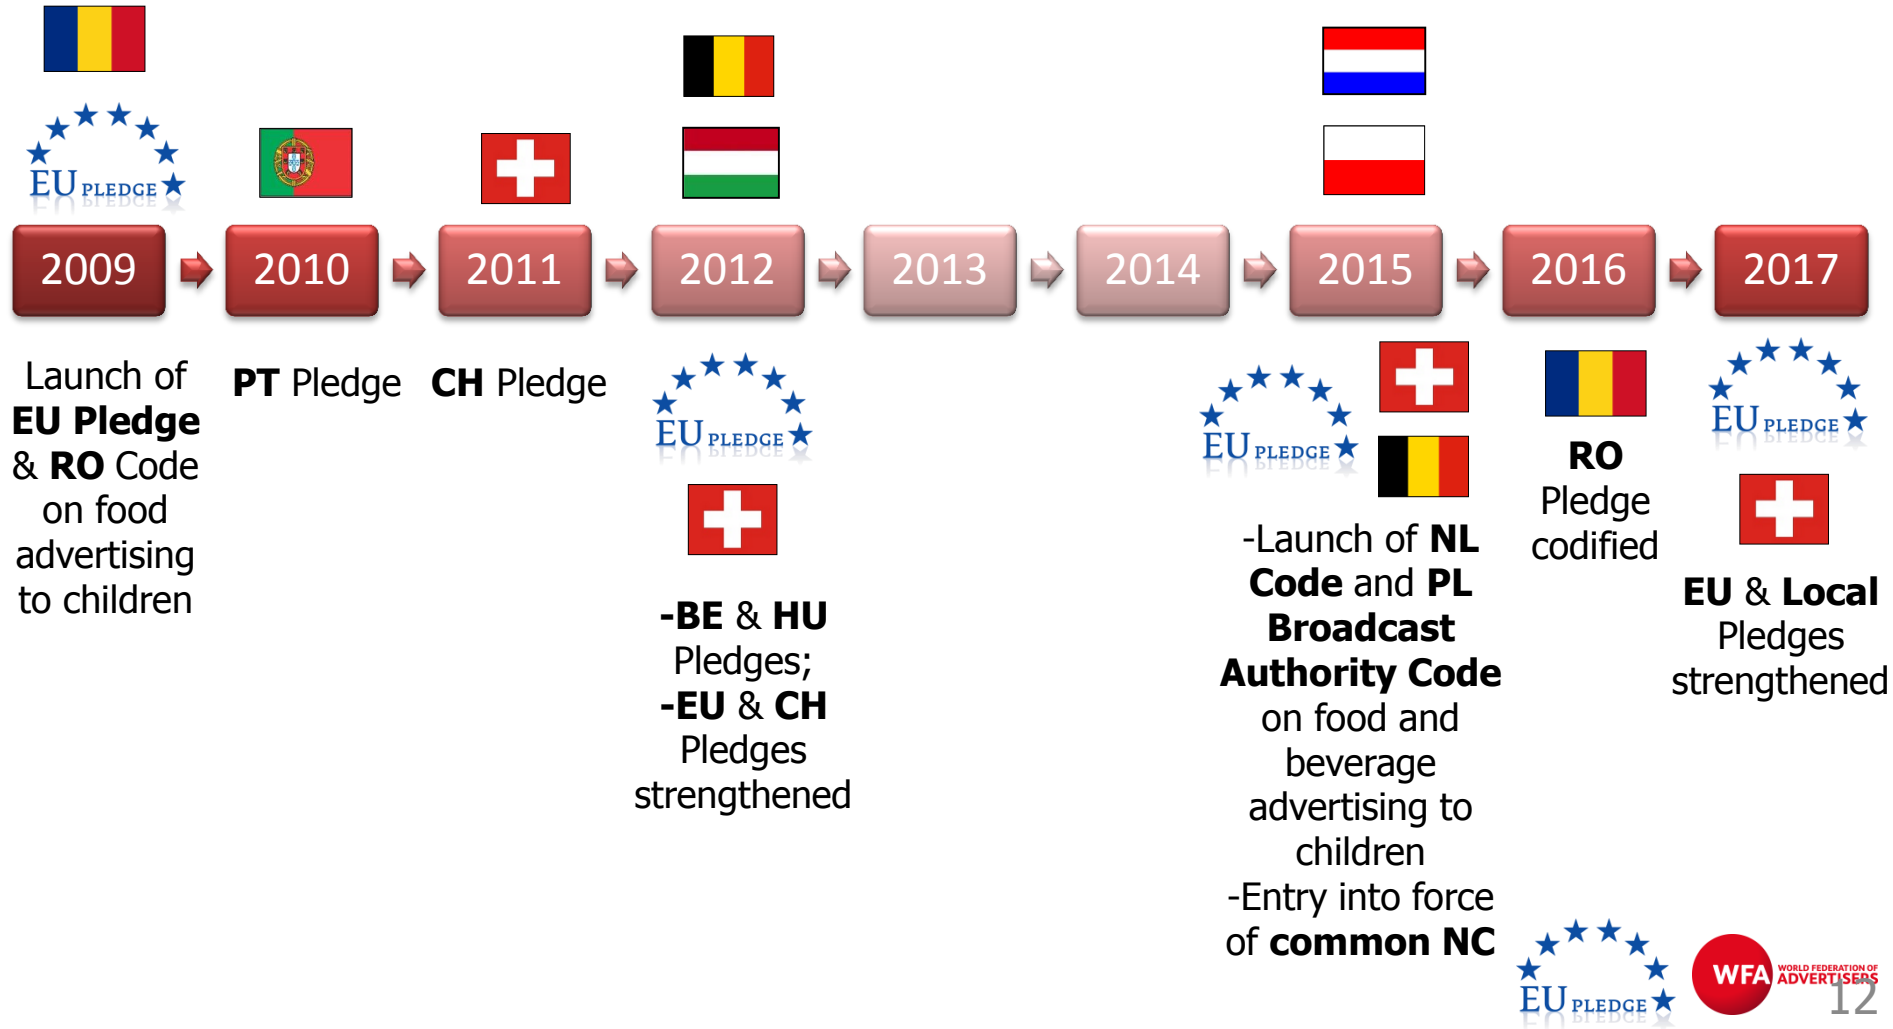 EU PLEDGE
2009
2010
2011
2012
2013
2014
2015
2016
2017
Launch of
EU Pledge
& RO Code
on food
advertising
to children
PT Pledge
CH Pledge
EU PLEDGE
-BE & HU
Pledges;
-EU & CH
Pledges
strengthened
EU PLEDGE
-Launch of NL
Code and PL
Broadcast
Authority Code
on food and
beverage
advertising to
children
-Entry into force
of common NC
RO
Pledge
codified
EU PLEDGE
EU & Local
Pledges
strengthened
EU PLEDGE
WFA WORLD FEDERATION OF
ADVERTISERS
12